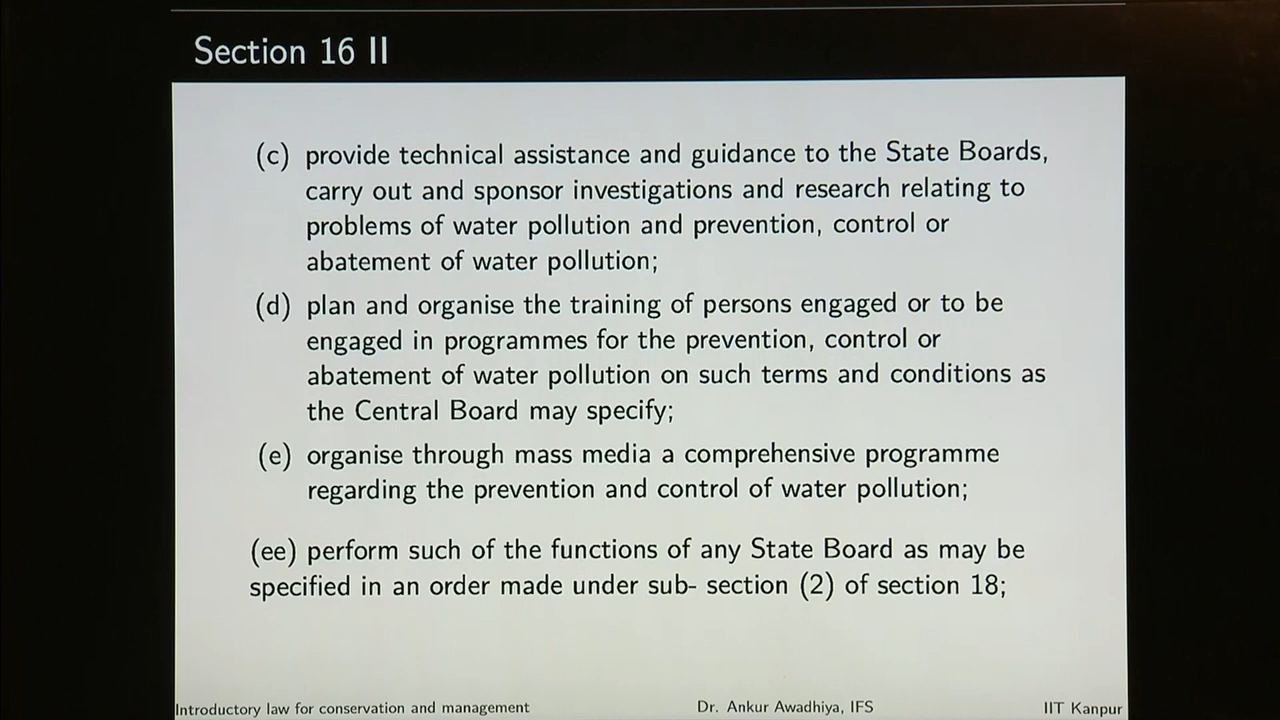 Section 16 II
(c) provide technical assistance and guidance to the State Boards,
carry out and sponsor investigations and research relating to
problems of water pollution and prevention, control or
abatement of water pollution;
(d) plan and organise the training of persons engaged or to be
engaged in programmes for the prevention, control or
abatement of water pollution on such terms and conditions as
the Central Board may specify;
(e) organise through mass media a comprehensive programme
regarding the prevention and control of water pollution;
(ee) perform such of the functions of any State Board as may be
specified in an order made under sub- section (2) of section 18;
Introductory law for conservation and management Dr. Ankur Awadhiya, IFS IIT Kanpur